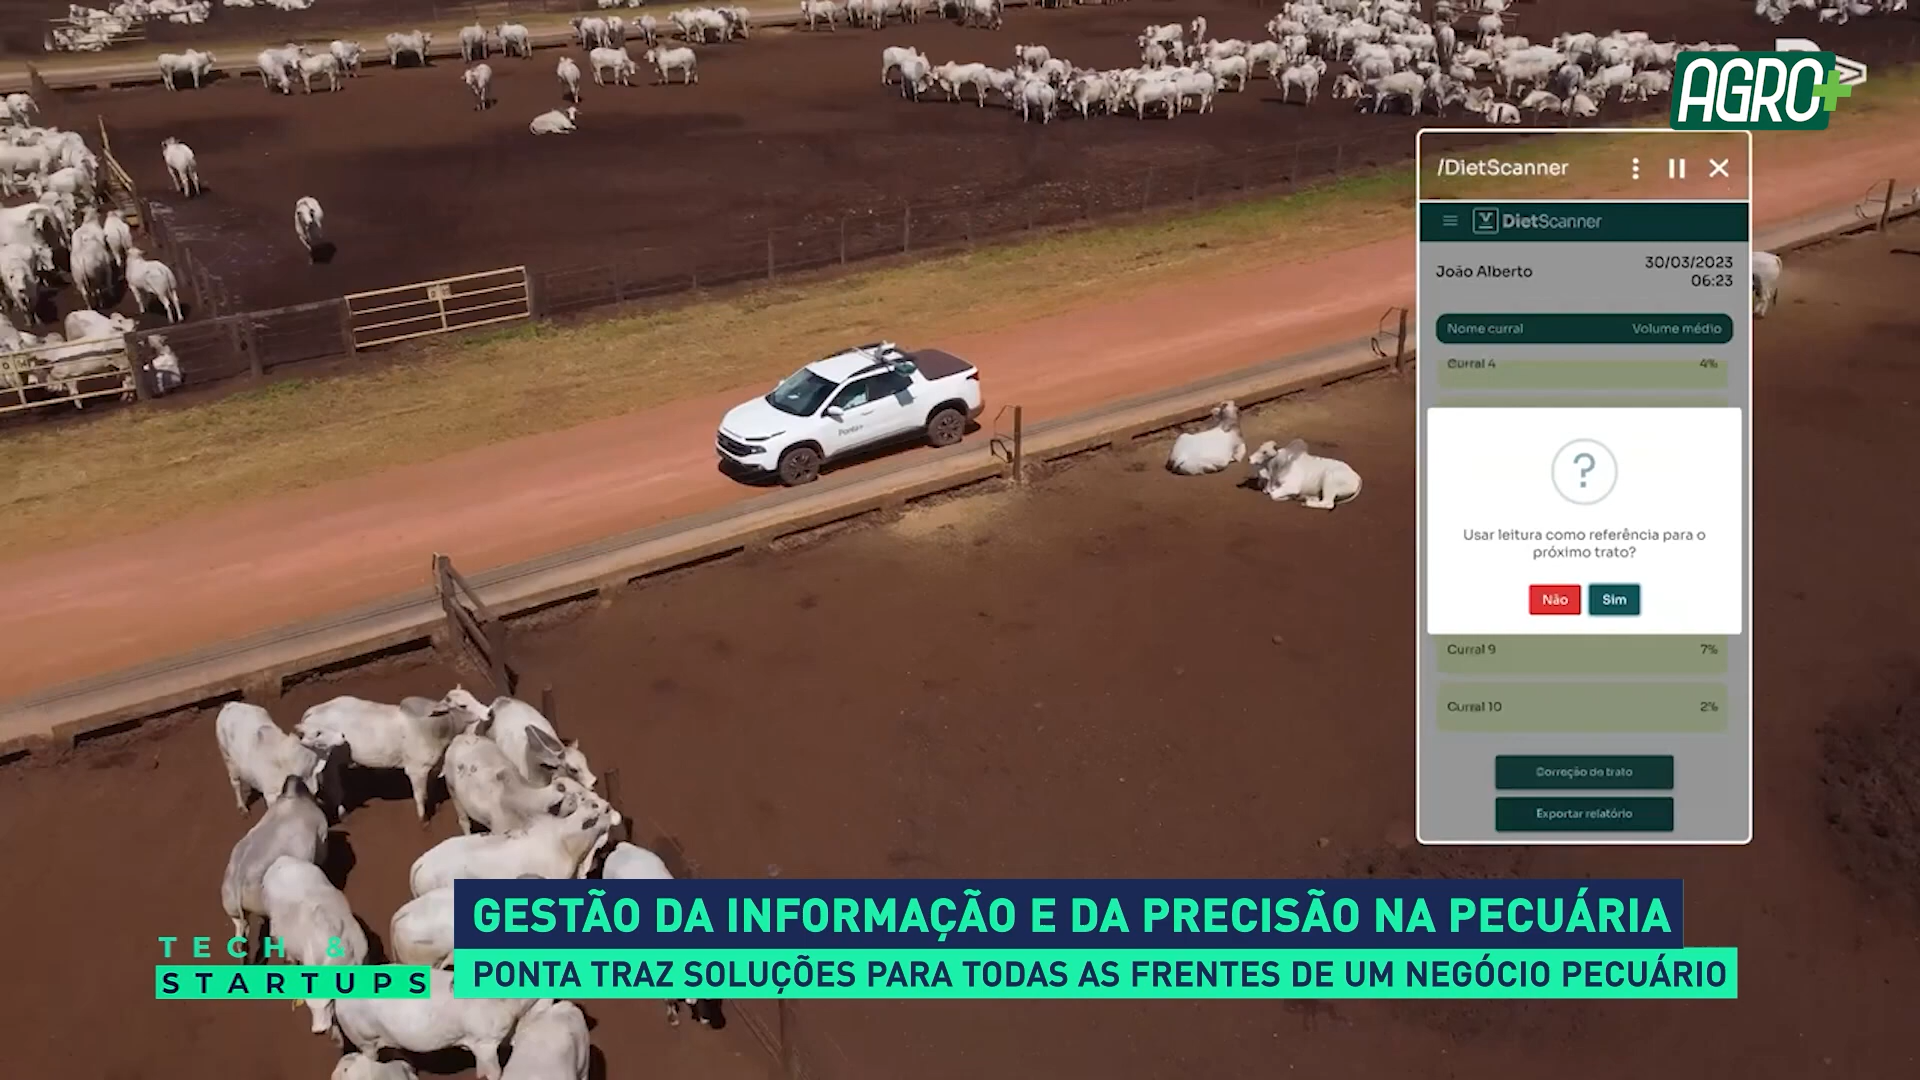 AGRO+
/DietScanner
DietScanner
João Alberto
30/03/2023
06:23
Nome curral Volume médio
Curral 4 4%
?
Usar leitura como referência para o
próximo trato?
Não Sim
Curral 9 7%
Curral 10 2%
Correção de trato
Exportar relatório
Ponta+
GESTÃO DA INFORMAÇÃO E DA PRECISÃO NA PECUÁRIA
TECH &
STARTUPS
PONTA TRAZ SOLUÇÕES PARA TODAS AS FRENTES DE UM NEGÓCIO PECUÁRIO